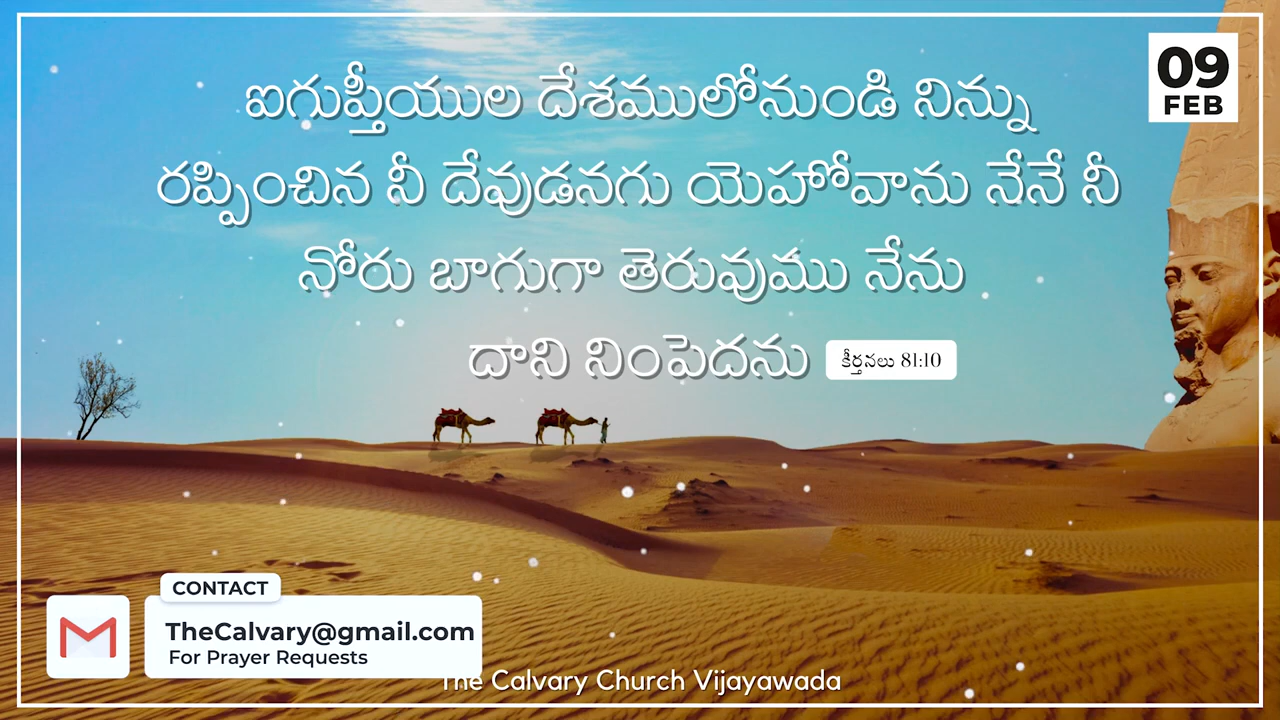 09
FEB
ఐగుప్తీయుల దేశములోనుండి నిన్ను
రప్పించిన నీ దేవుడనగు యెహోవాను నేనే నీ
నోరు బాగుగా తెరువుము నేను
దాని నింపెదను
కీర్తనలు 81:10
CONTACT
TheCalvary@gmail.com
For Prayer Requests
The Calvary Church Vijayawada